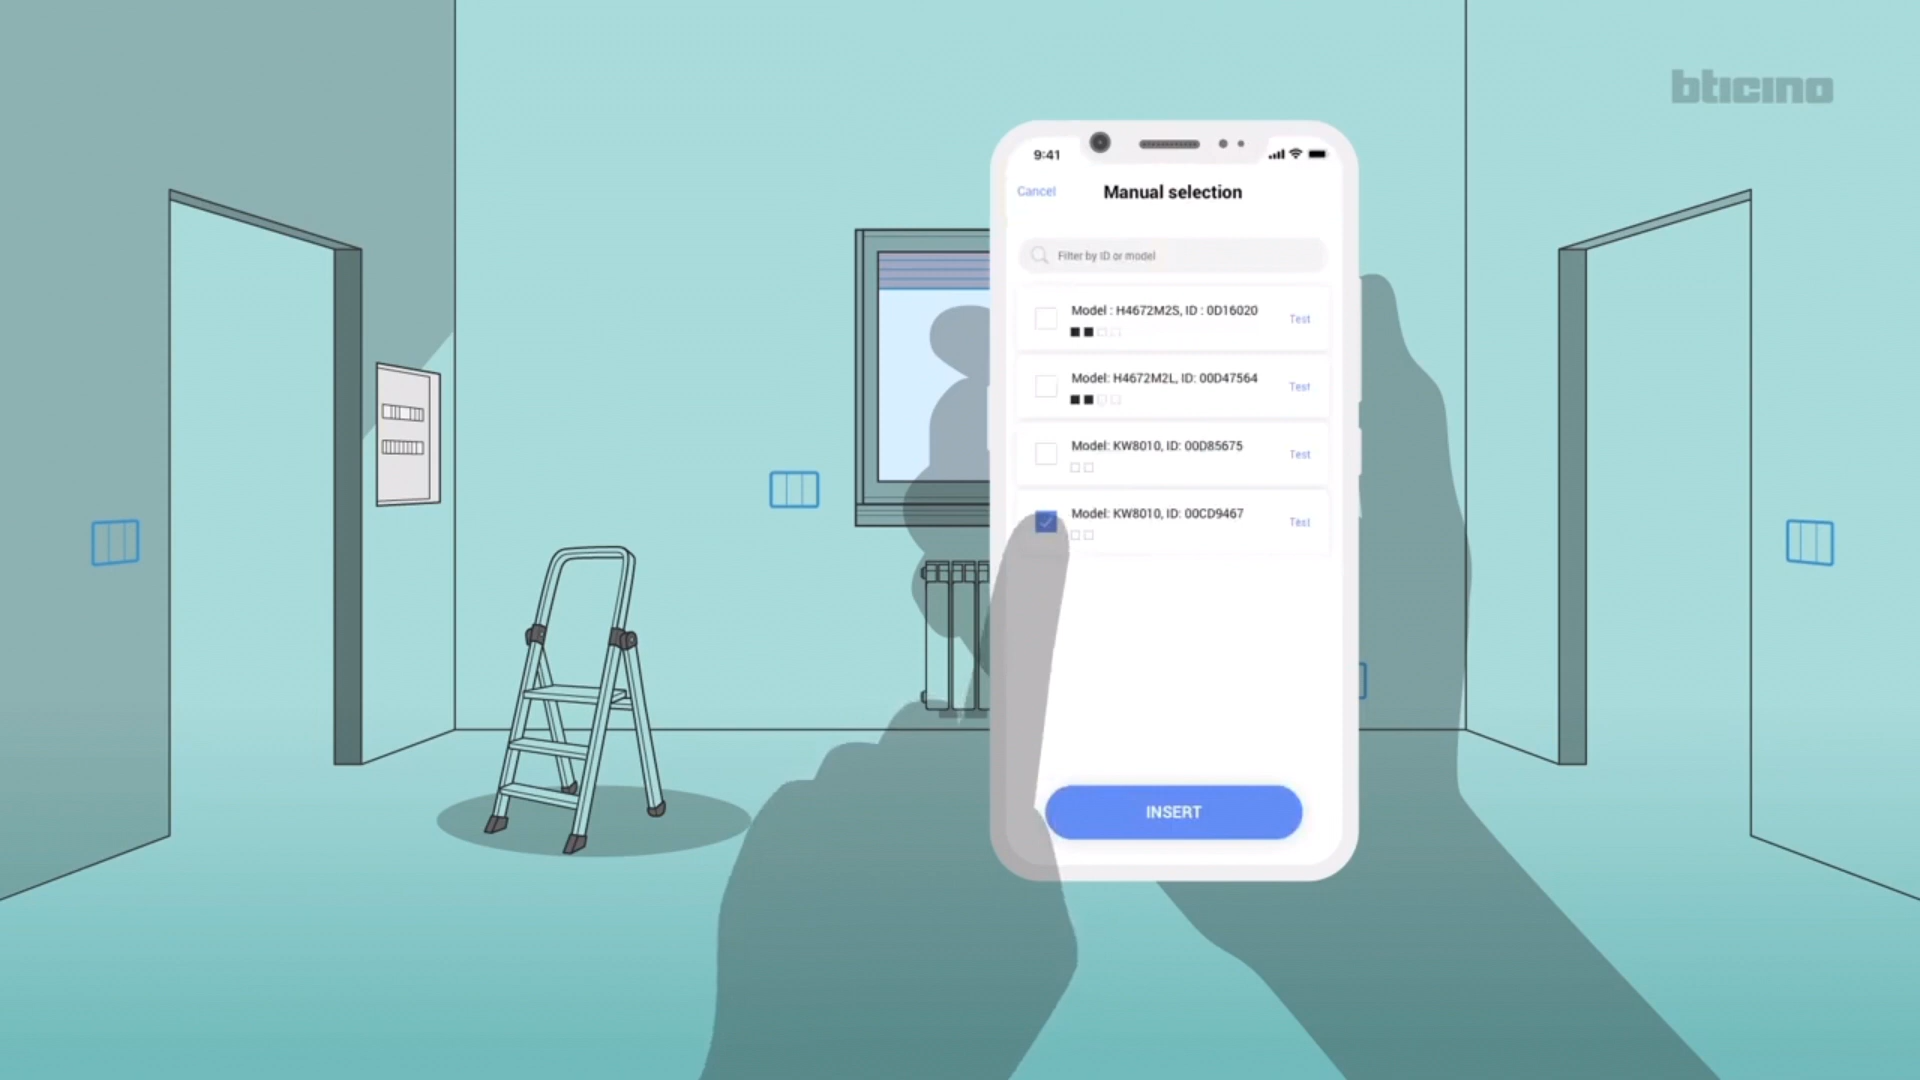 bticino
9:41
Cancel
Manual selection
Filter by ID or model
Model : H4672M2S, ID : 0D16020
Test
Model: H4672M2L, ID: 00D47564
Test
Model: KW8010, ID: 00D85675
Test
Model: KW8010, ID: 00CD9467
Test
INSERT